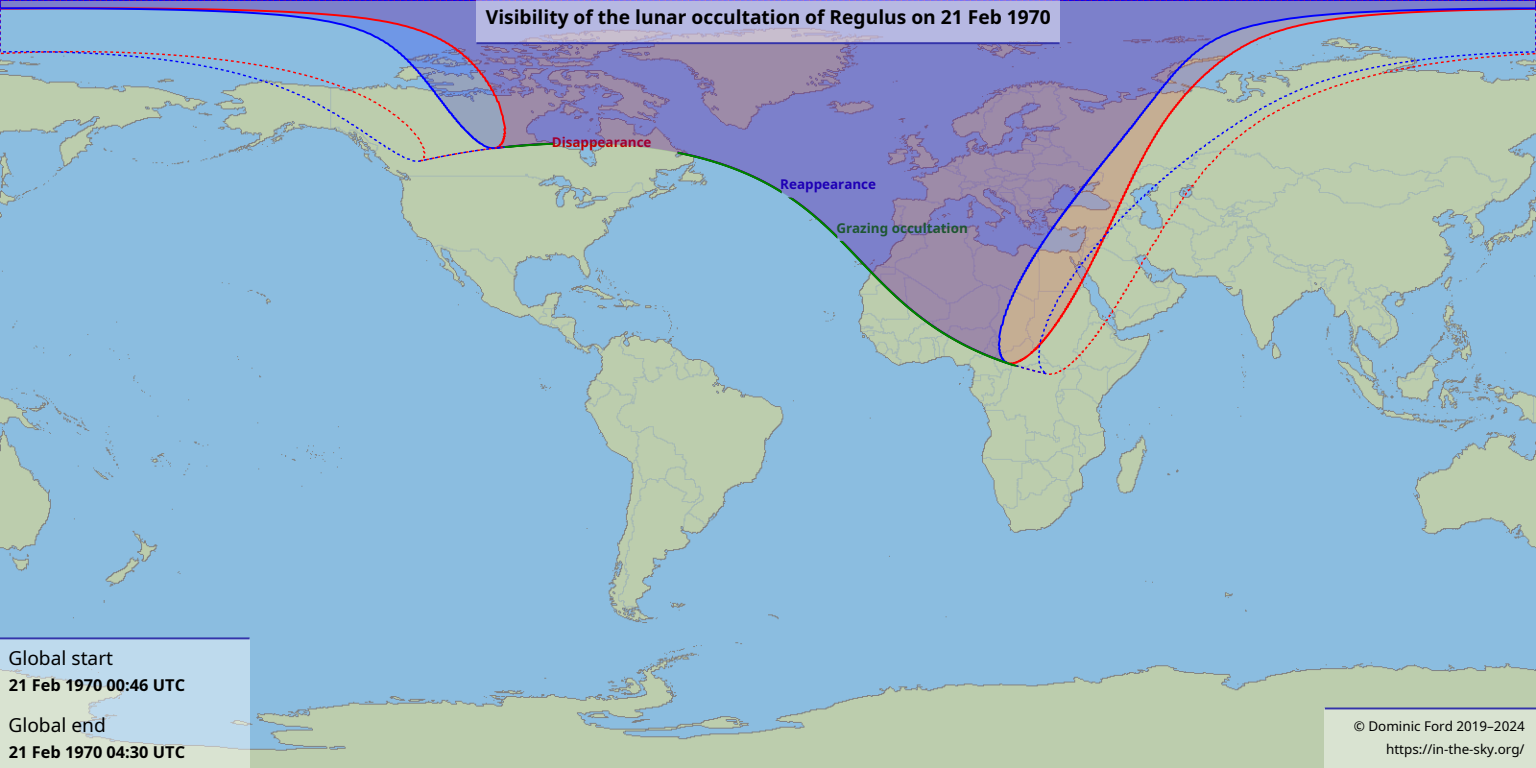 Visibility of the lunar occultation of Regulus on 21 Feb 1970
Disappearance
Reappearance
Grazing occultation
Global start
21 Feb 1970 00:46 UTC
Global end
21 Feb 1970 04:30 UTC
© Dominic Ford 2019–2024
https://in-the-sky.org/